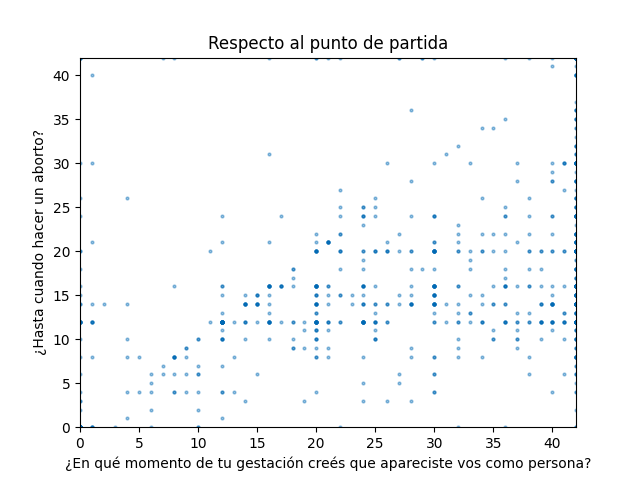 Respecto al punto de partida
¿Hasta cuando hacer un aborto?
40
35
30
25
20
15
10
5
0
0 5 10 15 20 25 30 35 40
¿En qué momento de tu gestación creés que apareciste vos como persona?